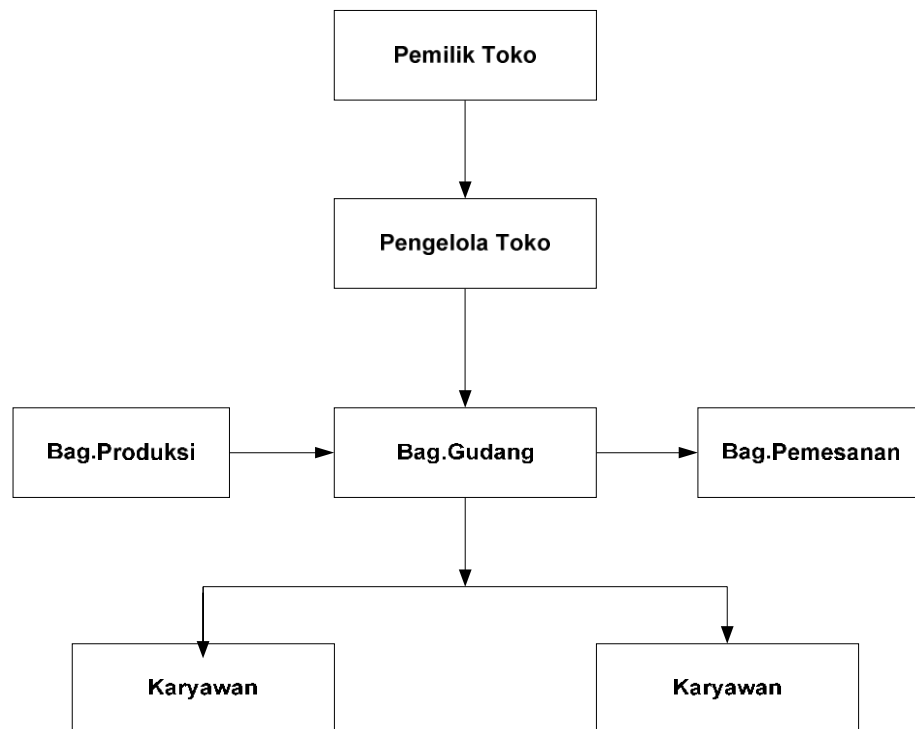 Pemilik Toko
Pengelola Toko
Bag.Produksi
Bag.Gudang
Bag.Pemesanan
Karyawan
Karyawan